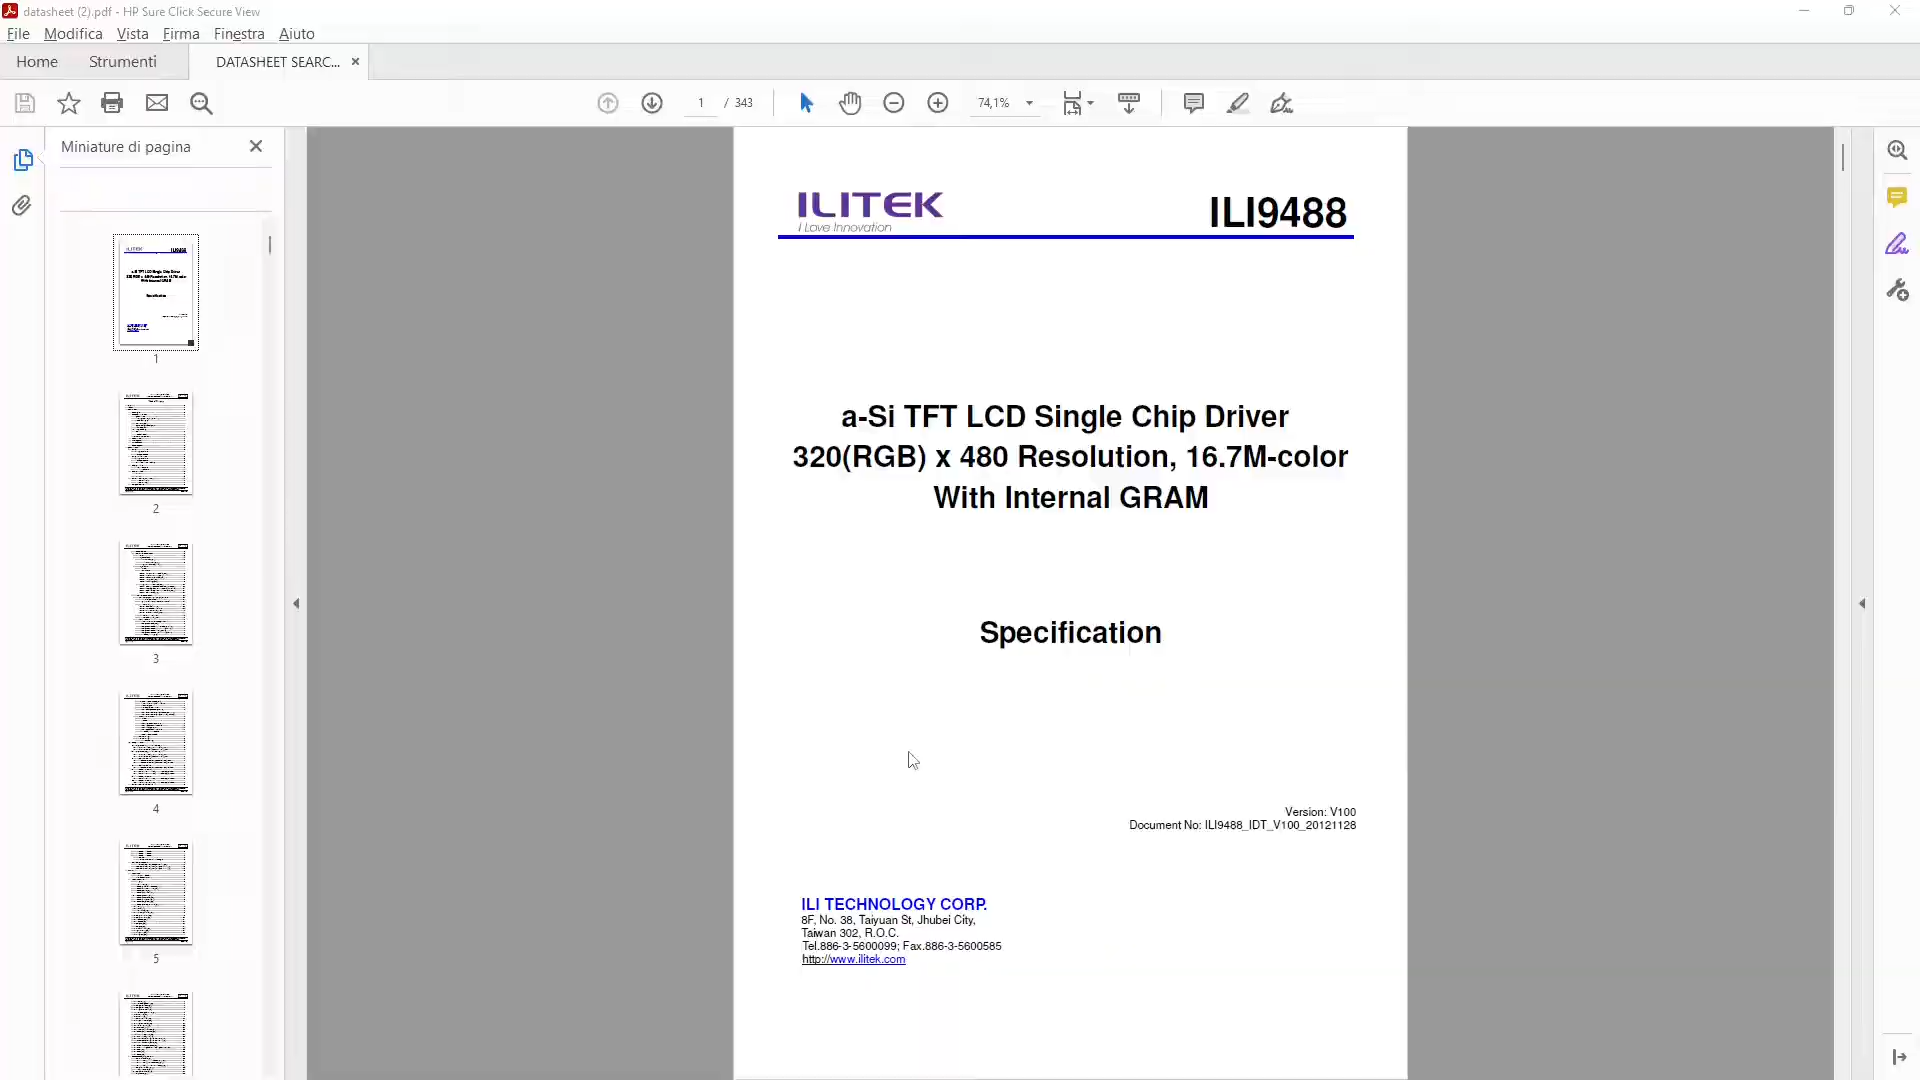 datasheet (2).pdf - HP Sure Click Secure View
File Modifica Vista Firma Finestra Aiuto
Home Strumenti DATASHEET SEARC...
1 / 343 74,1%
Miniature di pagina
1
2
3
4
5
ILITEK
I Love Innovation
ILI9488
a-Si TFT LCD Single Chip Driver
320(RGB) x 480 Resolution, 16.7M-color
With Internal GRAM
Specification
Version: V100
Document No: ILI9488_IDT_V100_20121128
ILI TECHNOLOGY CORP.
8F, No. 38, Taiyuan St, Jhubei City,
Taiwan 302, R.O.C.
Tel.886-3-5600099; Fax.886-3-5600585
http://www.ilitek.com